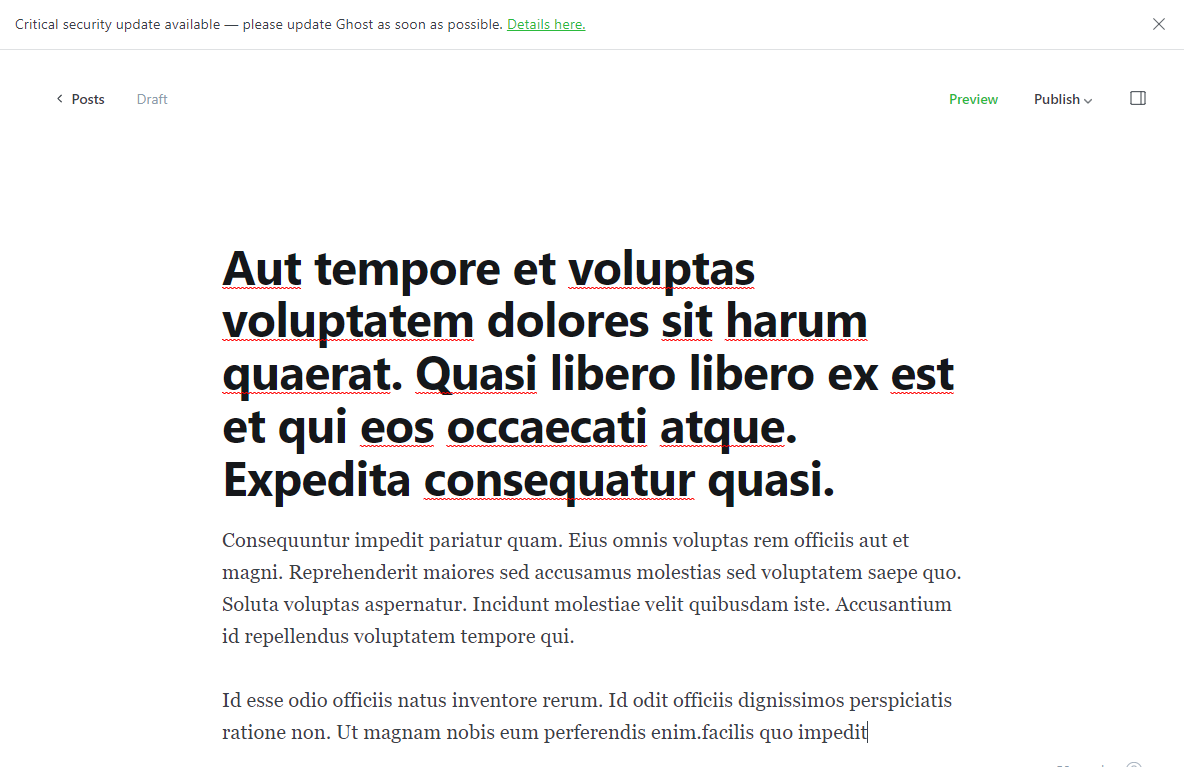 Critical security update available — please update Ghost as soon as possible. Details here.
Posts Draft Preview Publish
Aut tempore et voluptas
voluptatem dolores sit harum
quaerat. Quasi libero libero ex est
et qui eos occaecati atque.
Expedita consequatur quasi.
Consequuntur impedit pariatur quam. Eius omnis voluptas rem officiis aut et
magni. Reprehenderit maiores sed accusamus molestias sed voluptatem saepe quo.
Soluta voluptas aspernatur. Incidunt molestiae velit quibusdam iste. Accusantium
id repellendus voluptatem tempore qui.
Id esse odio officiis natus inventore rerum. Id odit officiis dignissimos perspiciatis
ratione non. Ut magnam nobis eum perferendis enim.facilis quo impedit